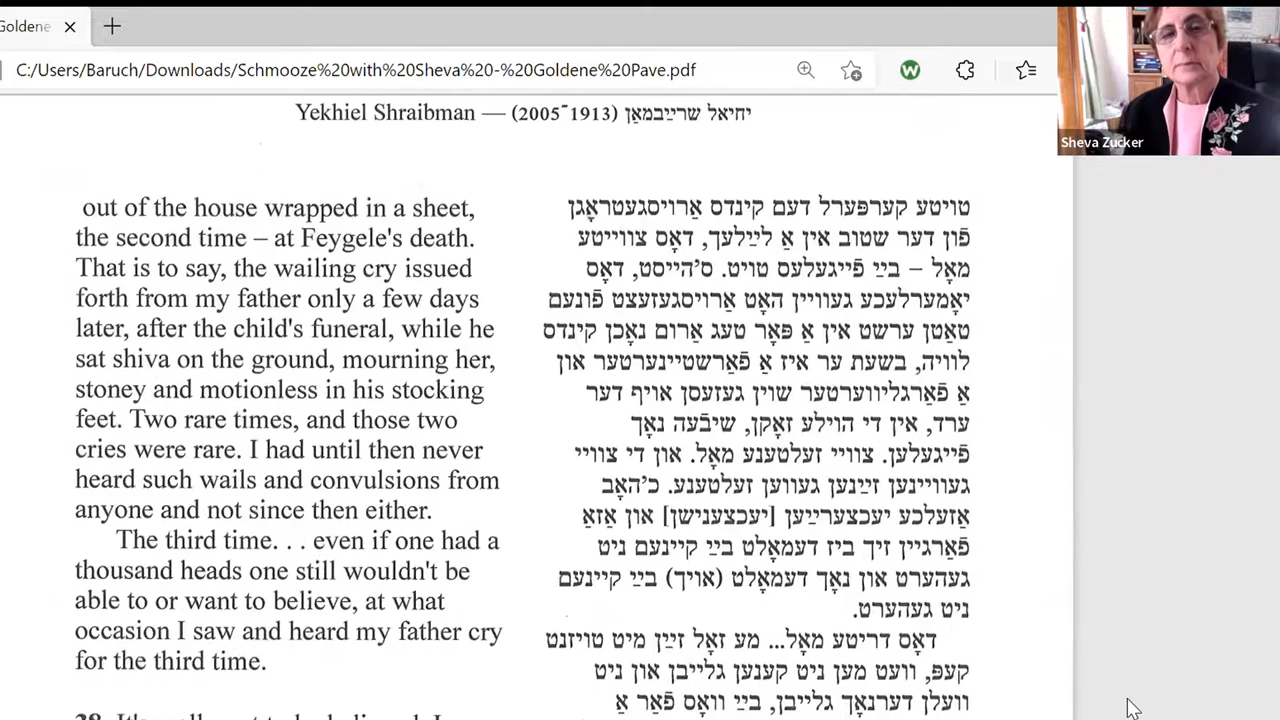 Goldene
C:/Users/Baruch/Downloads/Schmooze%20with%20Shava%20-%20Goldene%20Pave.pdf
Sheva Zucker
Yekhiel Shraibman — (2005־1913) יחיאל שרײַבמאַן
out of the house wrapped in a sheet,
the second time – at Feygele's death.
That is to say, the wailing cry issued
forth from my father only a few days
later, after the child's funeral, while he
sat shiva on the ground, mourning her,
stoney and motionless in his stocking
feet. Two rare times, and those two
cries were rare. I had until then never
heard such wails and convulsions from
anyone and not since then either.
The third time. . . even if one had a
thousand heads one still wouldn't be
able to or want to believe, at what
occasion I saw and heard my father cry
for the third time.
טויטע קערפּערל דעם קינדס אַרויסגעטראָגן
פֿון דער שטוב אין אַ לײַלעך, דאָס צווייטע
מאָל – בײַ פֿייגעלעס טויט. ס'הייסט, דאָס
יאָמערלעכע געוויין האָט אַרויסגעזעצט פֿונעם
טאַטן ערשט אין אַ פּאָר טעג אַרום נאָכן קינדס
לוויה, בשעת ער איז אַ פֿאַרשטיינערטער און
אַ פֿאַרגליווערטער שוין געזעסן אויף דער
ערד, אין די הוילע זאָקן, שיבֿעה נאָך
פֿייגעלען. צוויי זעלטענע מאָל. און די צוויי
געוויינען זײַנען געווען זעלטענע. כ'האָב
אַזעלכע יעכצערײַען [יעכצענישן] און אַזאַ
פֿאַרגיין זיך ביז דעמאָלט בײַ קיינעם ניט
געהערט און נאָך דעמאָלט (אויך) בײַ קיינעם
ניט געהערט.
דאָס דריטע מאָל... מע זאָל זײַן מיט טויזנט
קעפּ, וועט מען ניט קענען גלייבן און ניט
וועלן דערנאָך גלייבן, בײַ וואָס פֿאַר אַ